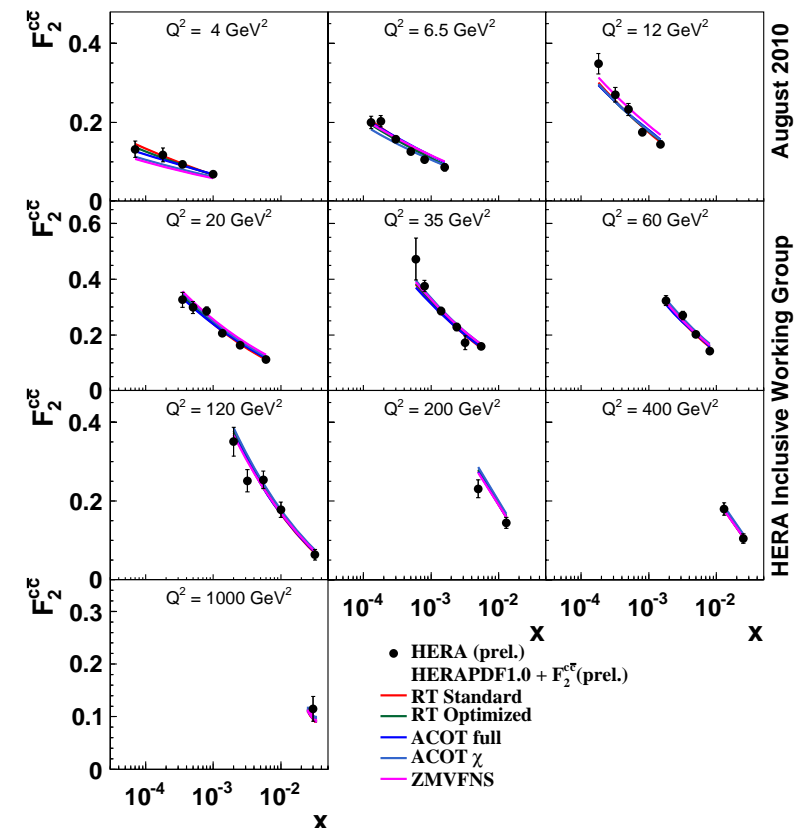 F₂^cc̄
Q² = 4 GeV²
Q² = 6.5 GeV²
Q² = 12 GeV²
0.4
0.2
0
F₂^cc̄
Q² = 20 GeV²
Q² = 35 GeV²
Q² = 60 GeV²
0.6
0.4
0.2
0
F₂^cc̄
Q² = 120 GeV²
Q² = 200 GeV²
Q² = 400 GeV²
0.4
0.2
0
F₂^cc̄
Q² = 1000 GeV²
0.3
0.2
0.1
0
10⁻⁴ 10⁻³ 10⁻² 10⁻⁴ 10⁻³ 10⁻²
x x
HERA (prel.)
HERAPDF1.0 + F₂^cc̄(prel.)
RT Standard
RT Optimized
ACOT full
ACOT χ
ZMVFNS
10⁻⁴ 10⁻³ 10⁻²
x
August 2010
HERA Inclusive Working Group